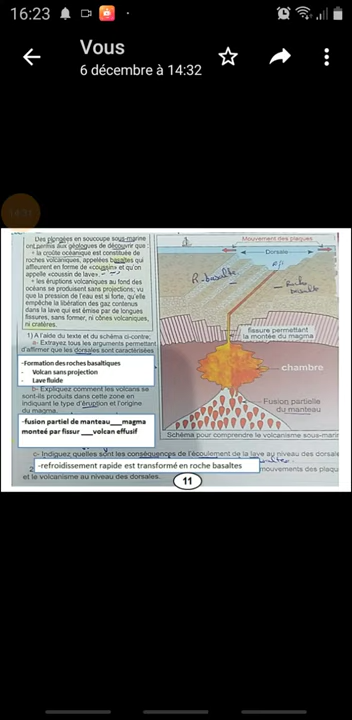 16:23
Vous
6 décembre à 14:32
Des plongées en soucoupe sous-marine
ont permis aux géologues de découvrir que :
• la croûte océanique est constituée de
roches volcaniques, appelées basaltes qui
affleurent en forme de «coussin» et qu'on
appelle «coussin de lave».
• les éruptions volcaniques au fond des
océans se produisent sans projections; vu
que la pression de l'eau est si forte, qu'elle
empêche la libération des gaz contenus
dans la lava qui est émise par de longues
fissures, sans former, ni cônes volcaniques,
ni cratères.
1) A l'aide du texte et du schéma ci-contre;
a- Extrayez tous les arguments permettant
d'affirmer que les dorsales sont caractérisées
-Formation des roches basaltiques
- Volcan sans projection
- Lave fluide
b- Expliquez comment les volcans se
sont-ils produits dans cette zone en
indiquant le type d'éruption et l'origine
du magma.
-fusion partiel de manteau___magma
monteé par fissur ___volcan effusif
c- Indiquez quelles sont les conséquences de l'écoulement de la lave au niveau des dorsale
-refroidissement rapide est transformé en roche basaltes
2
mouvements des plaqu
et le volcanisme au niveau des dorsales.
11
Mouvement des plaques
Dorsale
R. basalte
Roche
basalte
fissure permettant
la montée du magma
chambre
Fusion partielle
du manteau
Schéma pour comprendre le volcanisme sous-marin